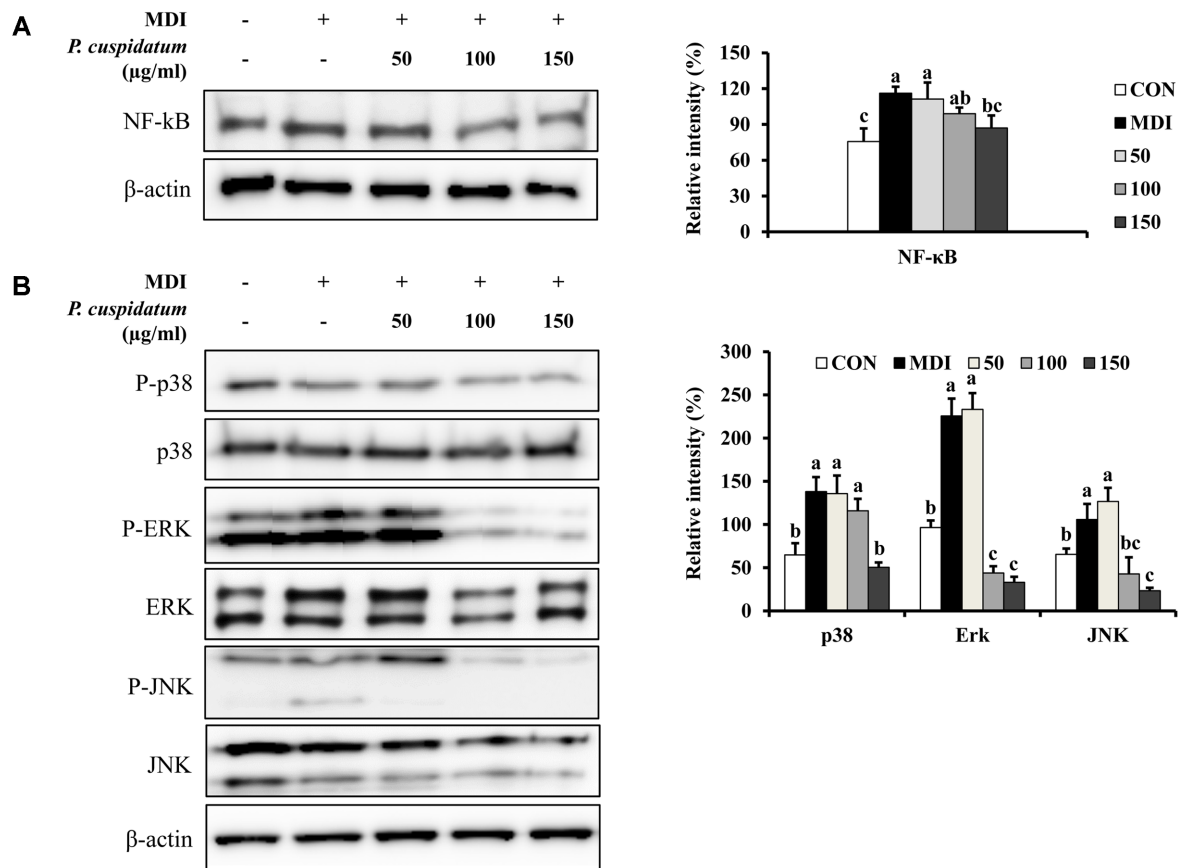 A
MDI - + + + +
P. cuspidatum
(μg/ml) - - 50 100 150
NF-kB
β-actin
Relative intensity (%)
150
120
90
60
30
0
c a a ab bc
NF-κB
CON
MDI
50
100
150
B
MDI - + + + +
P. cuspidatum
(μg/ml) - - 50 100 150
P-p38
p38
P-ERK
ERK
P-JNK
JNK
β-actin
Relative intensity (%)
300
250
200
150
100
50
0
CON MDI 50 100 150
b a a a b
b a a c c
b a a bc c
p38 Erk JNK